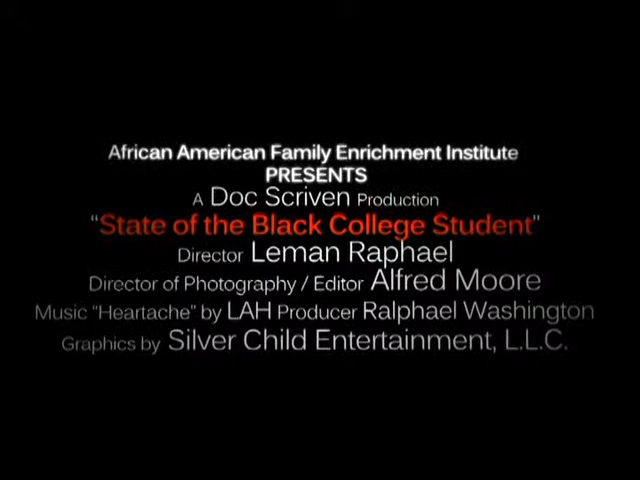 African American Family Enrichment Institute
PRESENTS
A Doc Scriven Production
“State of the Black College Student”
Director Leman Raphael
Director of Photography / Editor Alfred Moore
Music “Heartache” by LAH Producer Ralphael Washington
Graphics by Silver Child Entertainment, L.L.C.